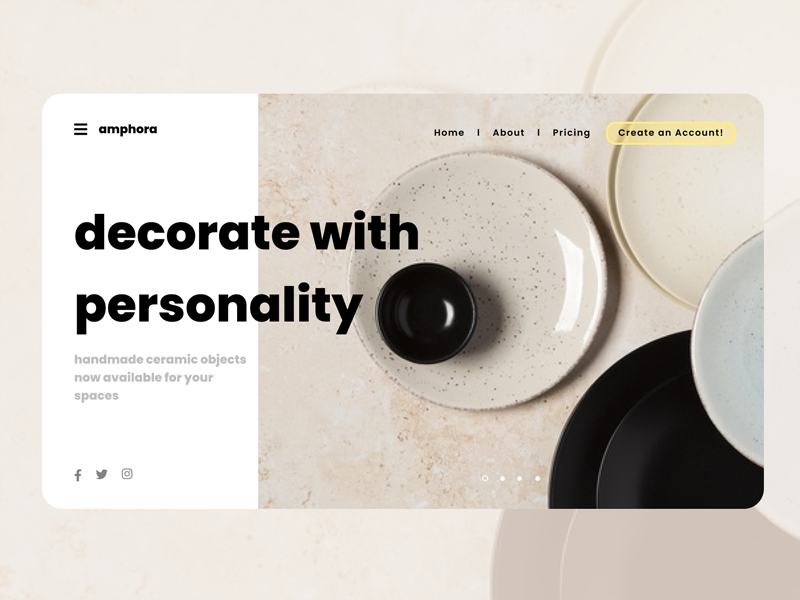 amphora
Home I About I Pricing Create an Account!
decorate with
personality
handmade ceramic objects
now available for your
spaces